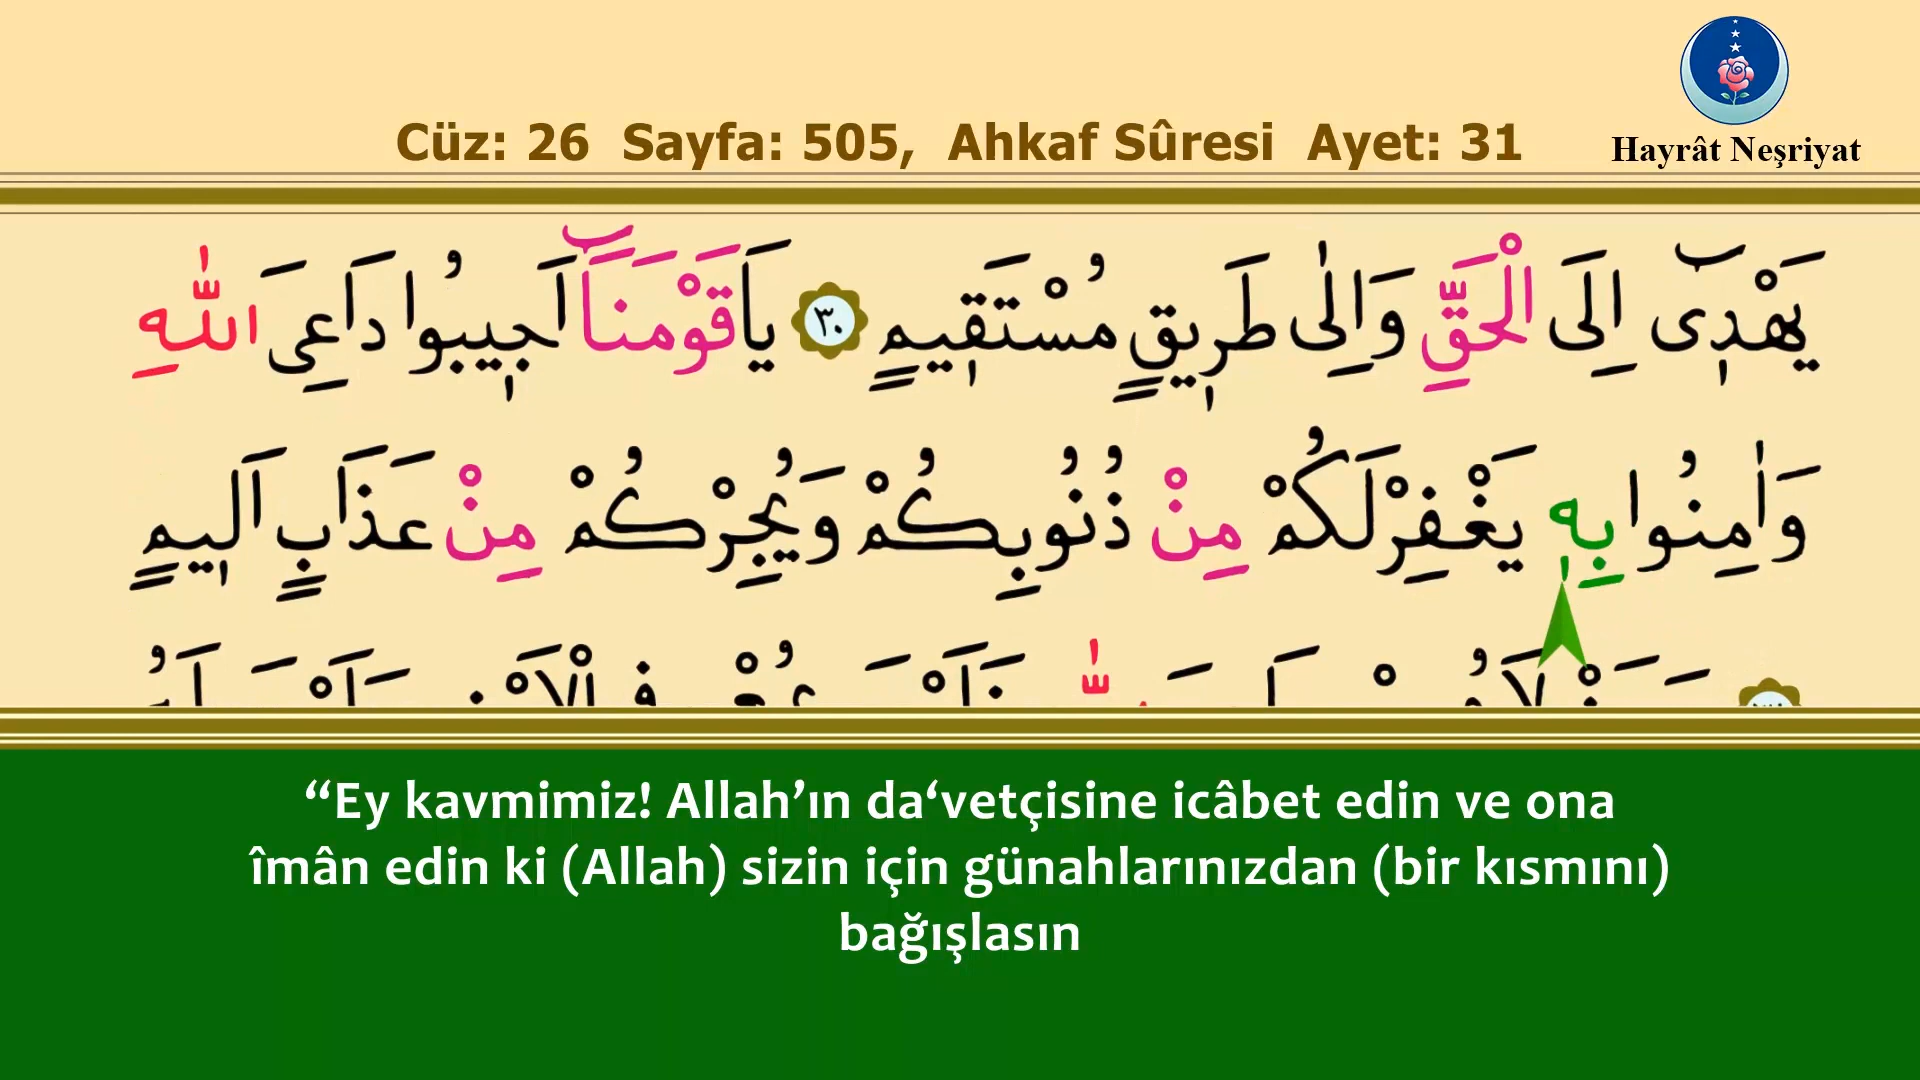 Cüz: 26 Sayfa: 505, Ahkaf Sûresi Ayet: 31
Hayrât Neşriyat
يَهْدٖٓى اِلَى الْحَقِّ وَاِلٰى طَرٖيقٍ مُسْتَقٖيمٍ ٣٠ يَا قَوْمَنَٓا اَجٖيبُوا دَاعِىَ اللّٰهِ
وَاٰمِنُوا بِهٖ يَغْفِرْ لَكُمْ مِنْ ذُنُوبِكُمْ وَيُجِرْكُمْ مِنْ عَذَابٍ اَلٖيمٍ
“Ey kavmimiz! Allah’ın da‘vetçisine icâbet edin ve ona
îmân edin ki (Allah) sizin için günahlarınızdan (bir kısmını)
bağışlasın